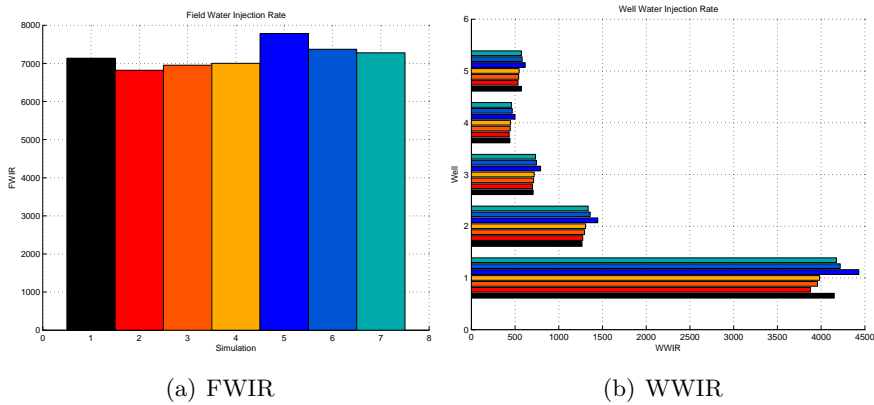 Field Water Injection Rate
8000
7000
6000
5000
4000
3000
2000
1000
0
FWIR
0 1 2 3 4 5 6 7 8
Simulation
(a) FWIR
Well Water Injection Rate
6
5
4
3
2
1
0
Well
0 500 1000 1500 2000 2500 3000 3500 4000 4500
WWIR
(b) WWIR